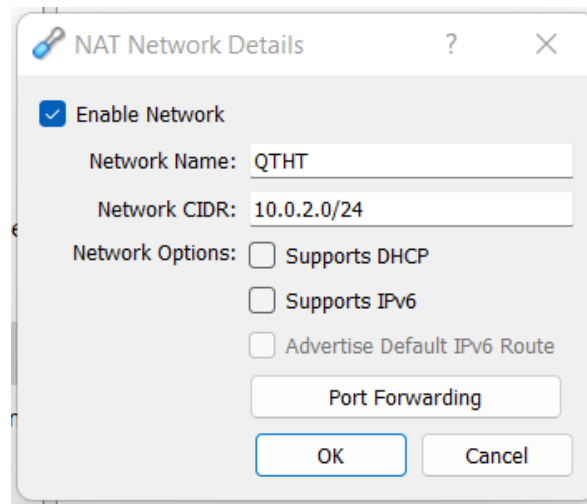 NAT Network Details ? ×
Enable Network
Network Name: QTHT
Network CIDR: 10.0.2.0/24
Network Options: Supports DHCP
Supports IPv6
Advertise Default IPv6 Route
Port Forwarding
OK Cancel